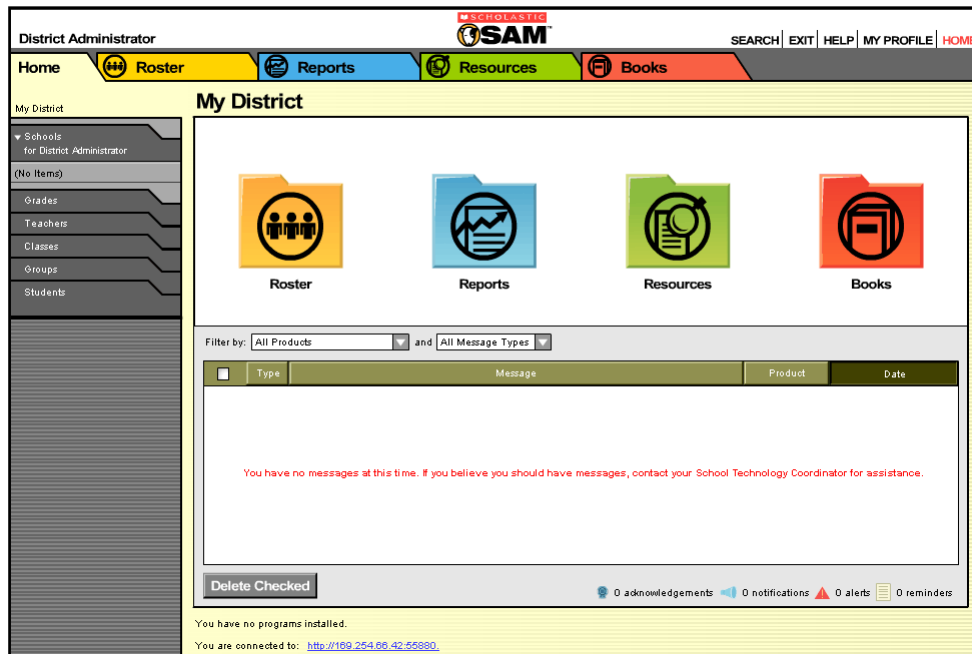 SCHOLASTIC
SAM
District Administrator
SEARCH EXIT HELP MY PROFILE HOME
Home Roster Reports Resources Books
My District
My District
Schools
for District Administrator
(No Items)
Grades
Teachers
Classes
Groups
Students
Roster Reports Resources Books
Filter by: All Products and All Message Types
Type Message Product Date
You have no messages at this time. If you believe you should have messages, contact your School Technology Coordinator for assistance.
Delete Checked
0 acknowledgements 0 notifications 0 alerts 0 reminders
You have no programs installed.
You are connected to: http://169.254.66.42:55880.